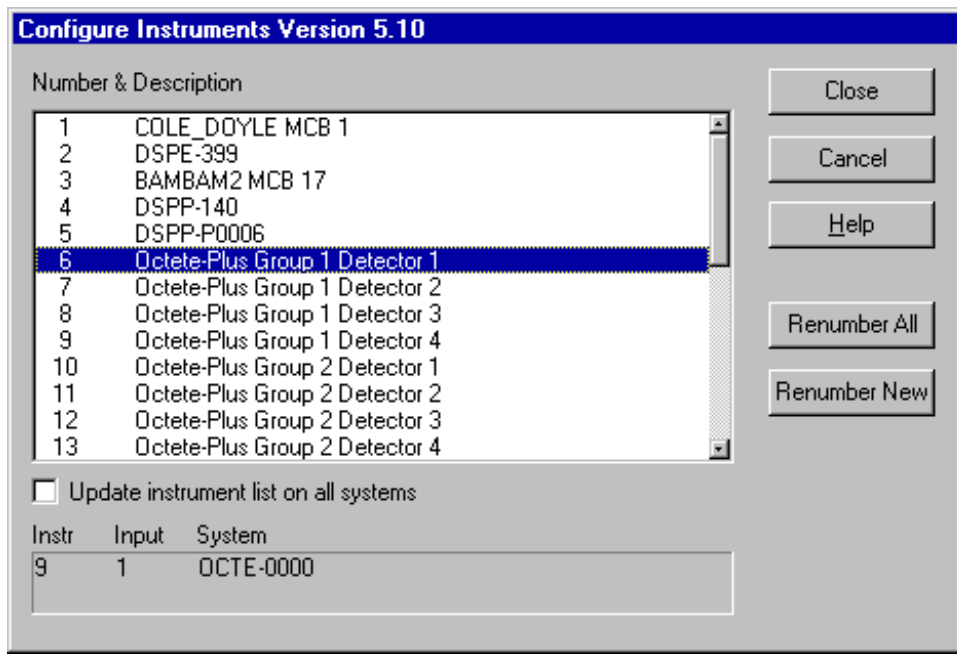 Configure Instruments Version 5.10
Number & Description
1 COLE_DOYLE MCB 1
2 DSPE-399
3 BAMBAM2 MCB 17
4 DSPP-140
5 DSPP-P0006
6 Octete-Plus Group 1 Detector 1
7 Octete-Plus Group 1 Detector 2
8 Octete-Plus Group 1 Detector 3
9 Octete-Plus Group 1 Detector 4
10 Octete-Plus Group 2 Detector 1
11 Octete-Plus Group 2 Detector 2
12 Octete-Plus Group 2 Detector 3
13 Octete-Plus Group 2 Detector 4
Close
Cancel
Help
Renumber All
Renumber New
Update instrument list on all systems
Instr Input System
9 1 OCTE-0000